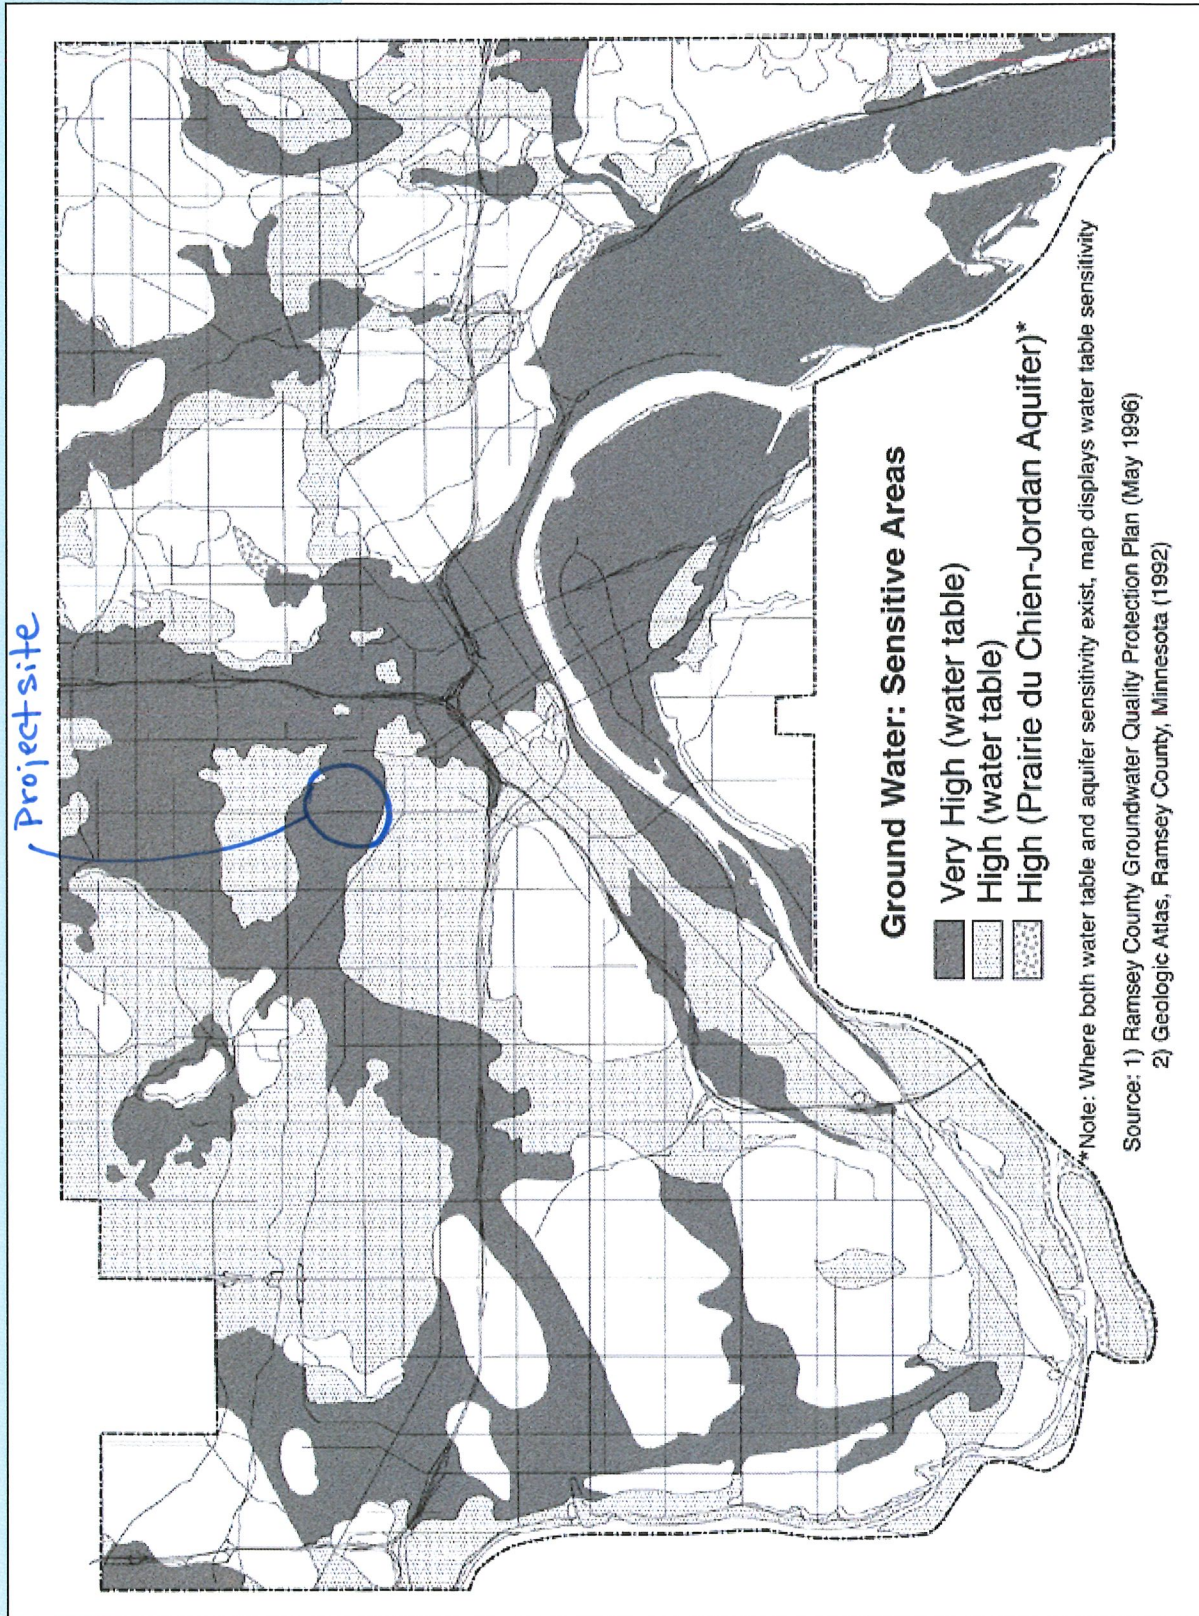 Project site
Ground Water: Sensitive Areas
Very High (water table)
High (water table)
High (Prairie du Chien-Jordan Aquifer)*
*Note: Where both water table and aquifer sensitivity exist, map displays water table sensitivity
Source: 1) Ramsey County Groundwater Quality Protection Plan (May 1996)
2) Geologic Atlas, Ramsey County, Minnesota (1992)